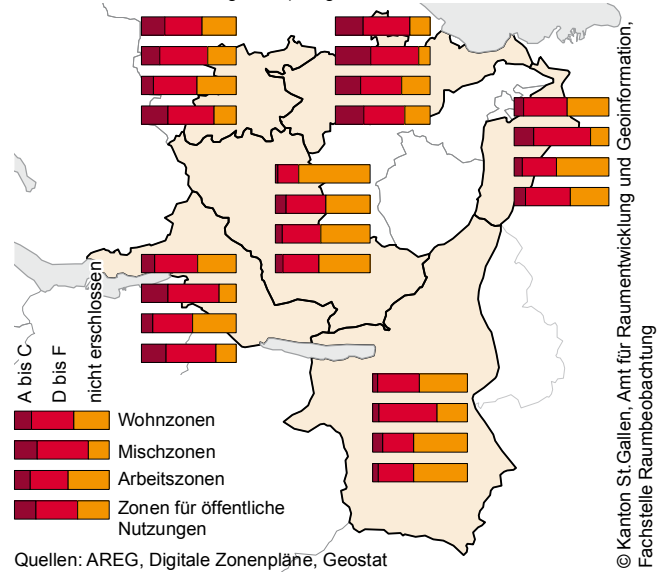 A bis C
D bis F
nicht erschlossen
Wohnzonen
Mischzonen
Arbeitszonen
Zonen für öffentliche
Nutzungen
Quellen: AREG, Digitale Zonenpläne, Geostat
© Kanton St.Gallen, Amt für Raumentwicklung und Geoinformation,
Fachstelle Raumbeobachtung